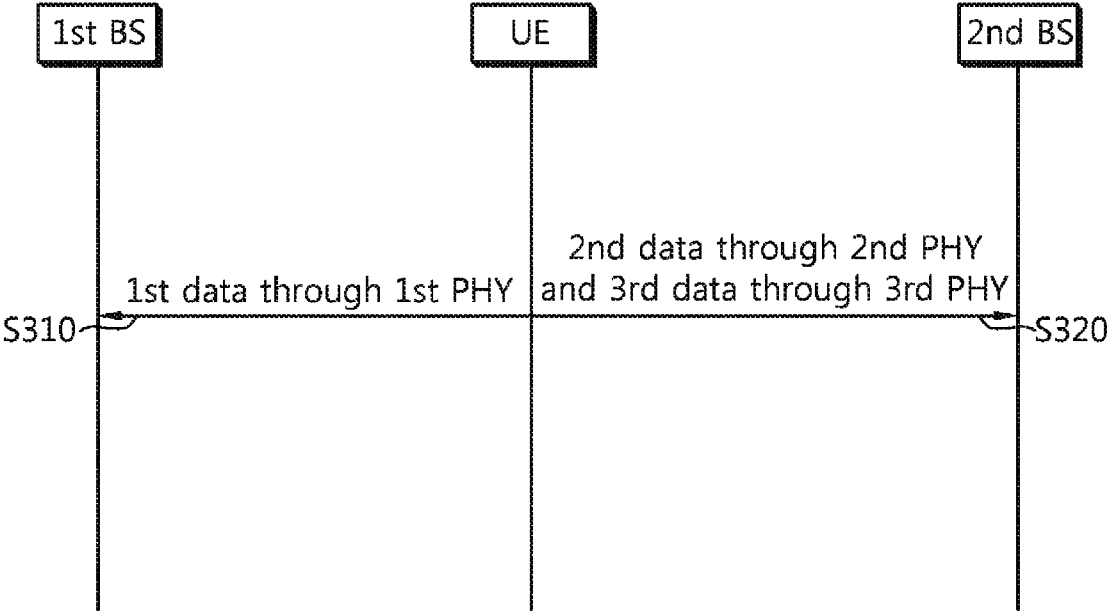 1st BS
UE
2nd BS
2nd data through 2nd PHY
1st data through 1st PHY
and 3rd data through 3rd PHY
S310
S320